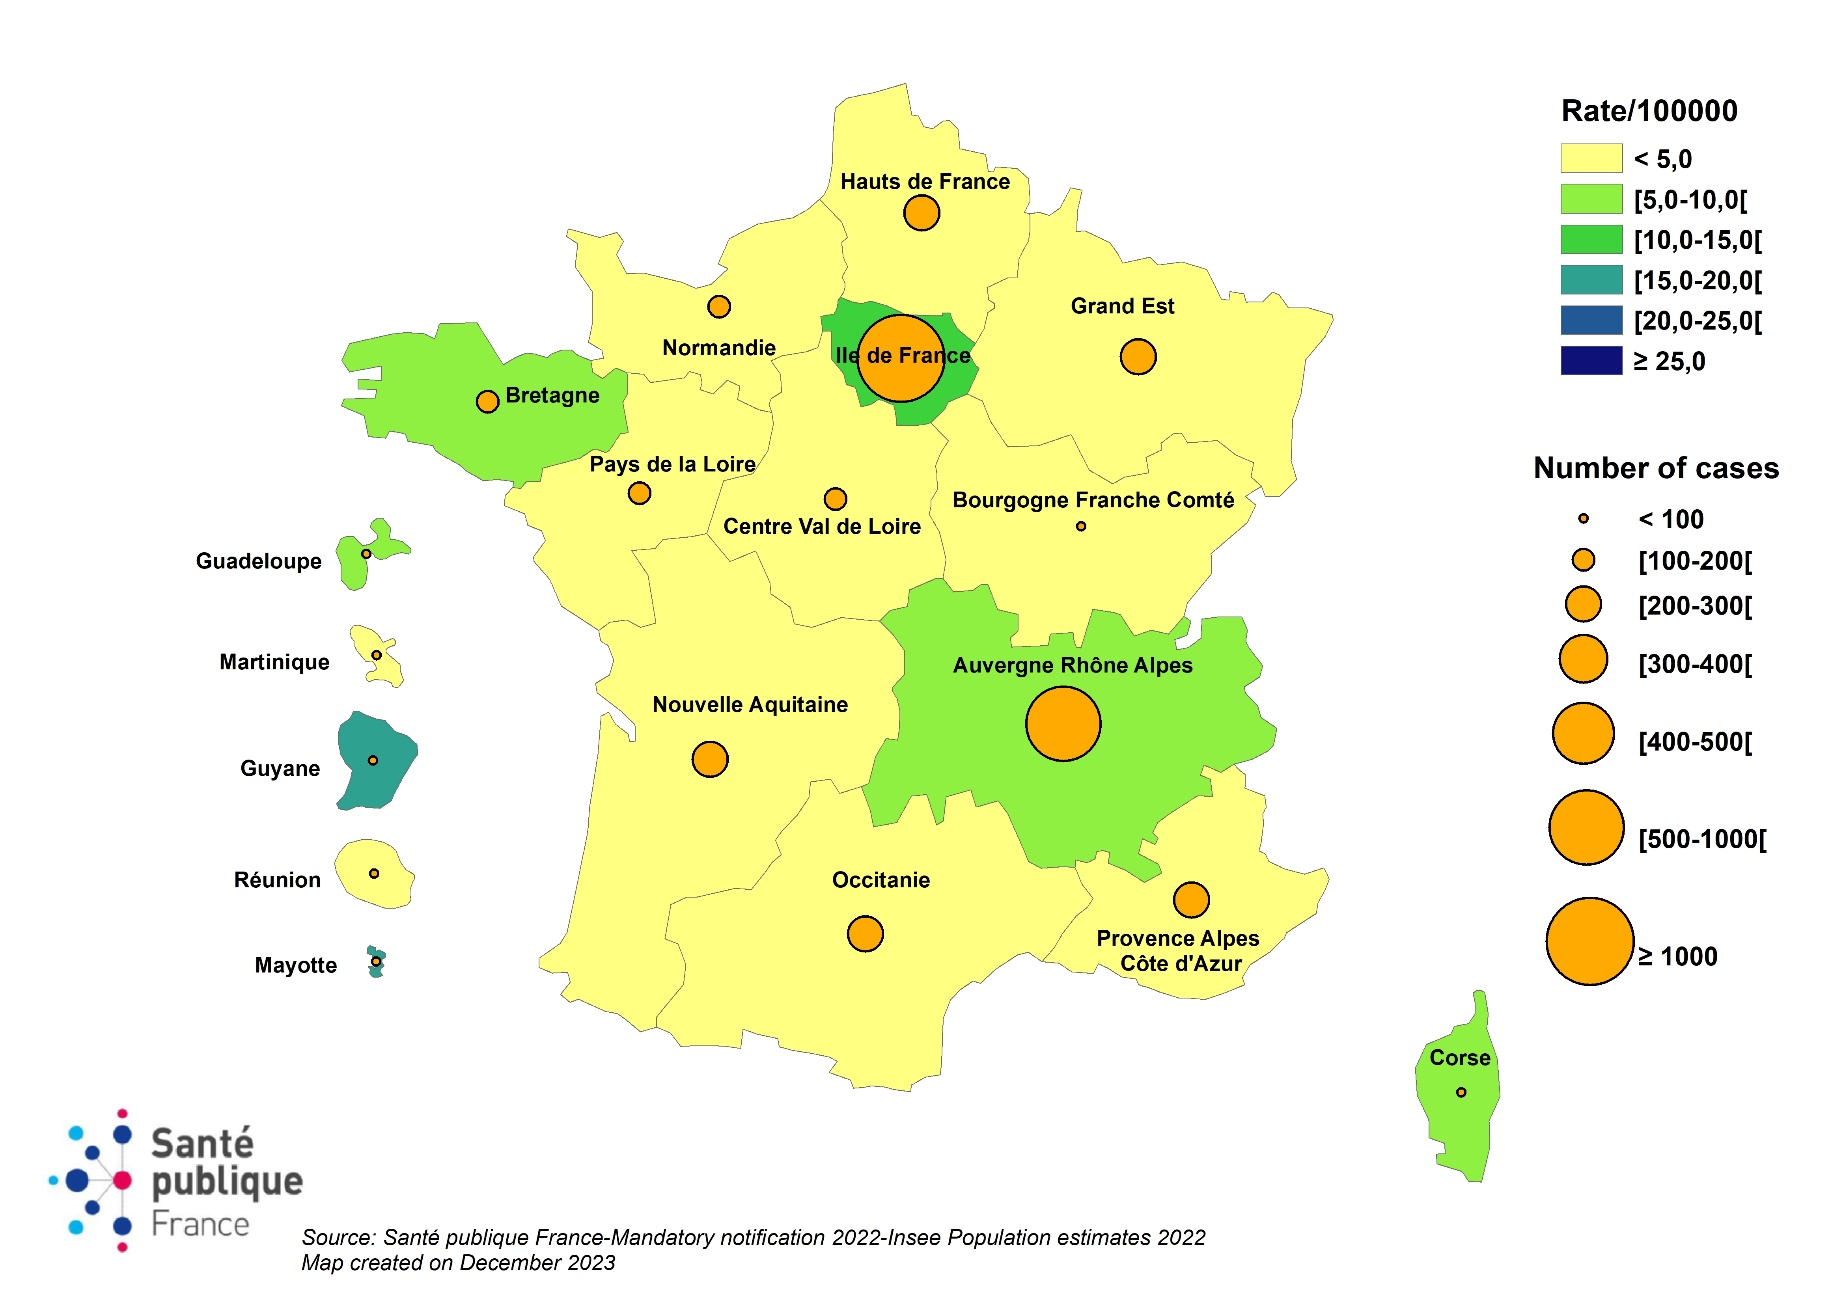 Rate/100000
< 5,0
[5,0-10,0[
[10,0-15,0[
[15,0-20,0[
[20,0-25,0[
≥ 25,0
Number of cases
< 100
[100-200[
[200-300[
[300-400[
[400-500[
[500-1000[
≥ 1000
Hauts de France
Grand Est
Normandie
Ile de France
Bretagne
Pays de la Loire
Centre Val de Loire
Bourgogne Franche Comté
Guadeloupe
Martinique
Auvergne Rhône Alpes
Nouvelle Aquitaine
Guyane
Réunion
Occitanie
Provence Alpes
Côte d'Azur
Mayotte
Corse
Santé
publique
France
Source: Santé publique France-Mandatory notification 2022-Insee Population estimates 2022
Map created on December 2023